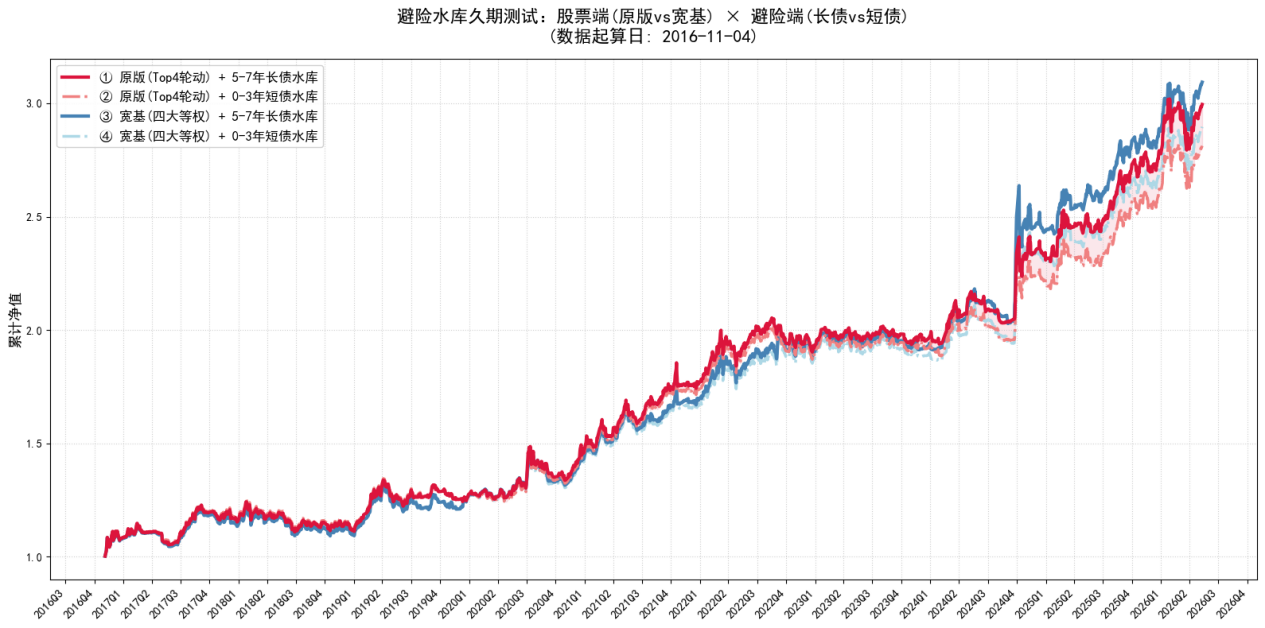 避险水库久期测试: 股票端(原版vs宽基) × 避险端(长债vs短债)
(数据起算日: 2016-11-04)
① 原版(Top4轮动) + 5-7年长债水库
② 原版(Top4轮动) + 0-3年短债水库
③ 宽基(四大等权) + 5-7年长债水库
④ 宽基(四大等权) + 0-3年短债水库
累计净值
3.0
2.5
2.0
1.5
1.0
2016Q3 2016Q4 2017Q1 2017Q2 2017Q3 2017Q4 2018Q1 2018Q2 2018Q3 2018Q4 2019Q1 2019Q2 2019Q3 2019Q4 2020Q1 2020Q2 2020Q3 2020Q4 2021Q1 2021Q2 2021Q3 2021Q4 2022Q1 2022Q2 2022Q3 2022Q4 2023Q1 2023Q2 2023Q3 2023Q4 2024Q1 2024Q2 2024Q3 2024Q4 2025Q1 2025Q2 2025Q3 2025Q4 2026Q1 2026Q2 2026Q3 2026Q4